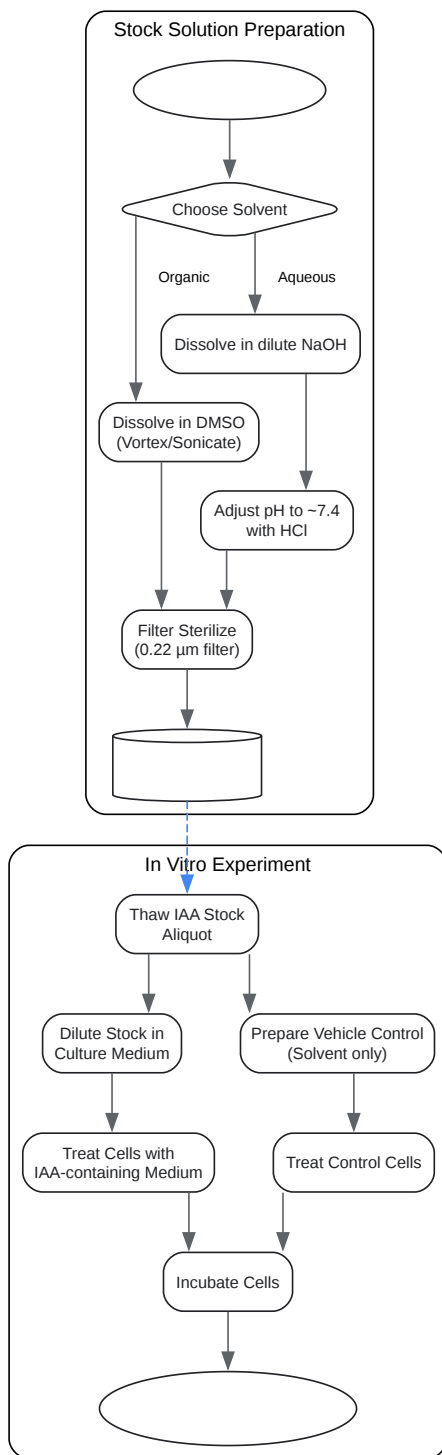 Stock Solution Preparation
Choose Solvent
Organic
Aqueous
Dissolve in dilute NaOH
Dissolve in DMSO
(Vortex/Sonicate)
Adjust pH to ~7.4
with HCl
Filter Sterilize
(0.22 µm filter)
In Vitro Experiment
Thaw IAA Stock
Aliquot
Dilute Stock in
Culture Medium
Prepare Vehicle Control
(Solvent only)
Treat Cells with
IAA-containing Medium
Treat Control Cells
Incubate Cells